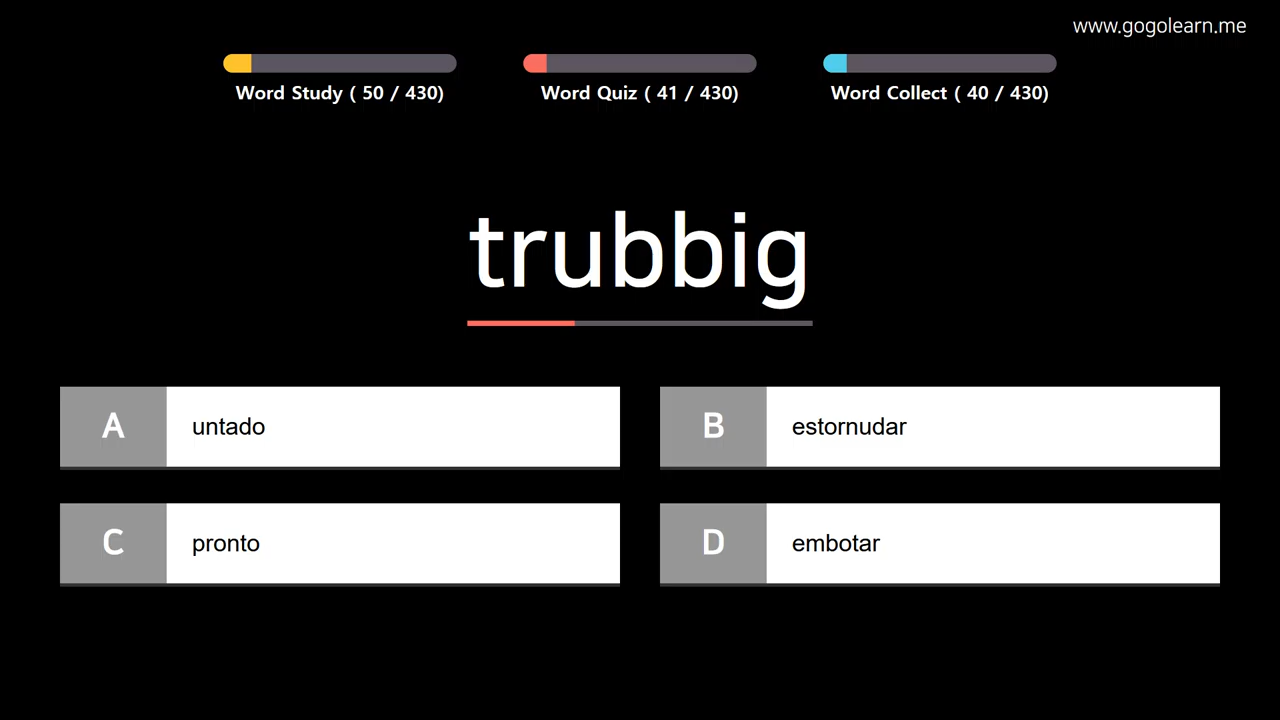 www.gogolearn.me
Word Study ( 50 / 430)
Word Quiz ( 41 / 430)
Word Collect ( 40 / 430)
trubbig
A untado
B estornudar
C pronto
D embotar